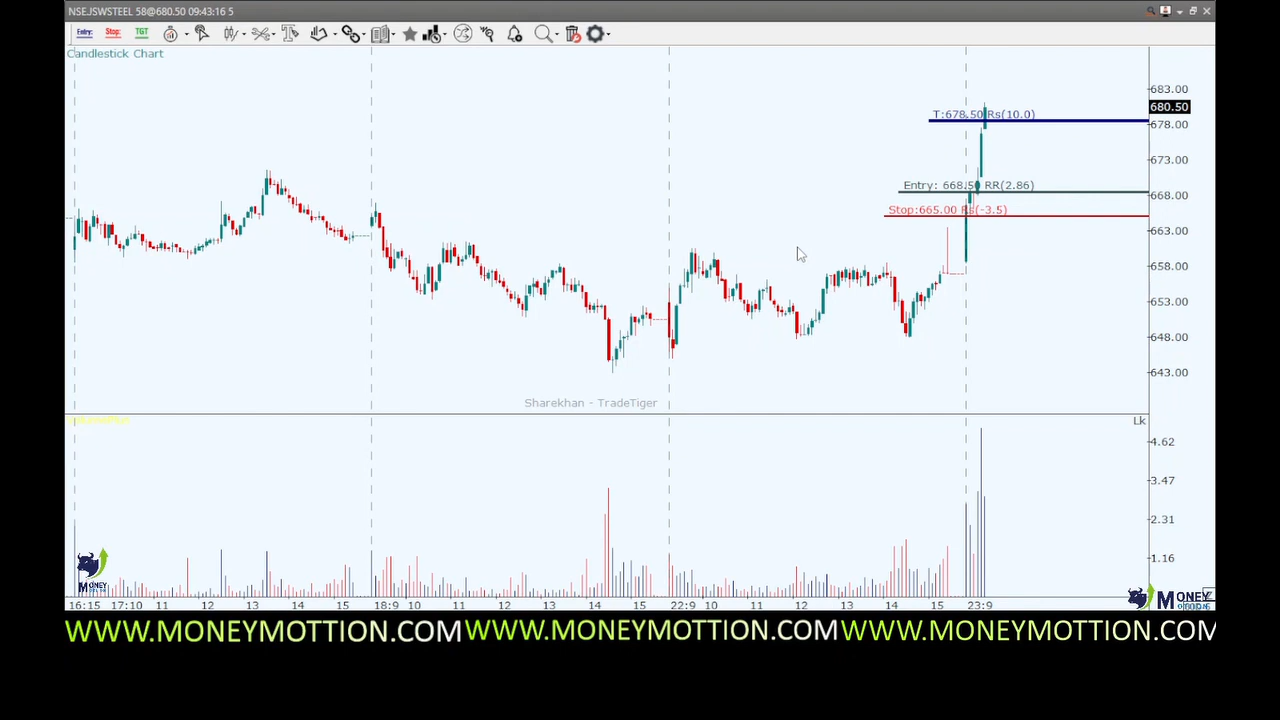 NSE.JSWSTEEL 58@680.50 09:43:16 5
Entry: Stop: TGT
Candlestick Chart
683.00
680.50
T:678.50 Rs(10.0)
678.00
673.00
Entry: 668.50 RR(2.86)
668.00
Stop:665.00 Rs(-3.5)
663.00
658.00
653.00
648.00
643.00
Sharekhan - TradeTiger
Lk
4.62
3.47
2.31
1.16
MONEY
MONEY
16:15 17:10 11 12 13 14 15 18:9 10 11 12 13 14 15 22:9 10 11 12 13 14 15 23:9
WWW.MONEYMOTTION.COM WWW.MONEYMOTTION.COM WWW.MONEYMOTTION.COM